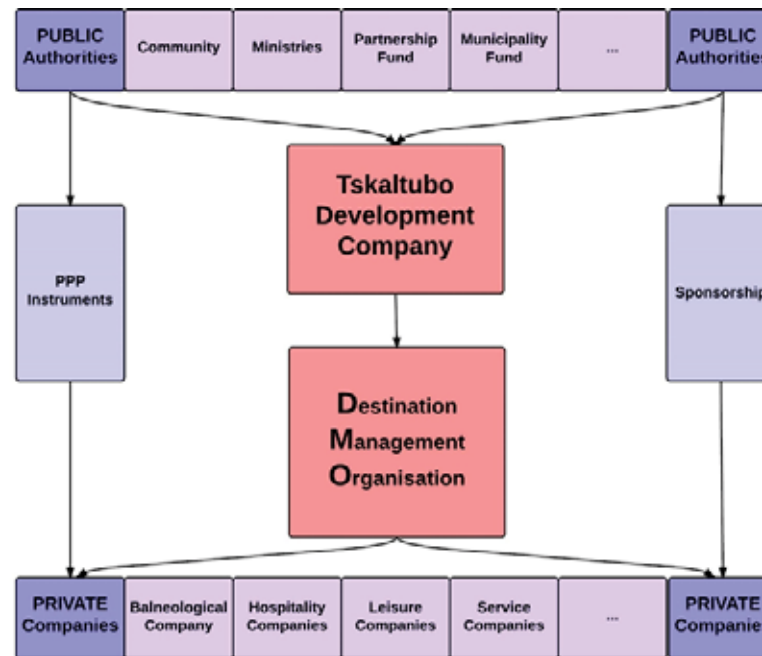 PUBLIC
Authorities
Community
Ministries
Partnership
Fund
Municipality
Fund
...
PUBLIC
Authorities
Tskaltubo
Development
Company
PPP
Instruments
Sponsorship
Destination
Management
Organisation
PRIVATE
Companies
Balneological
Company
Hospitality
Companies
Leisure
Companies
Service
Companies
...
PRIVATE
Companies